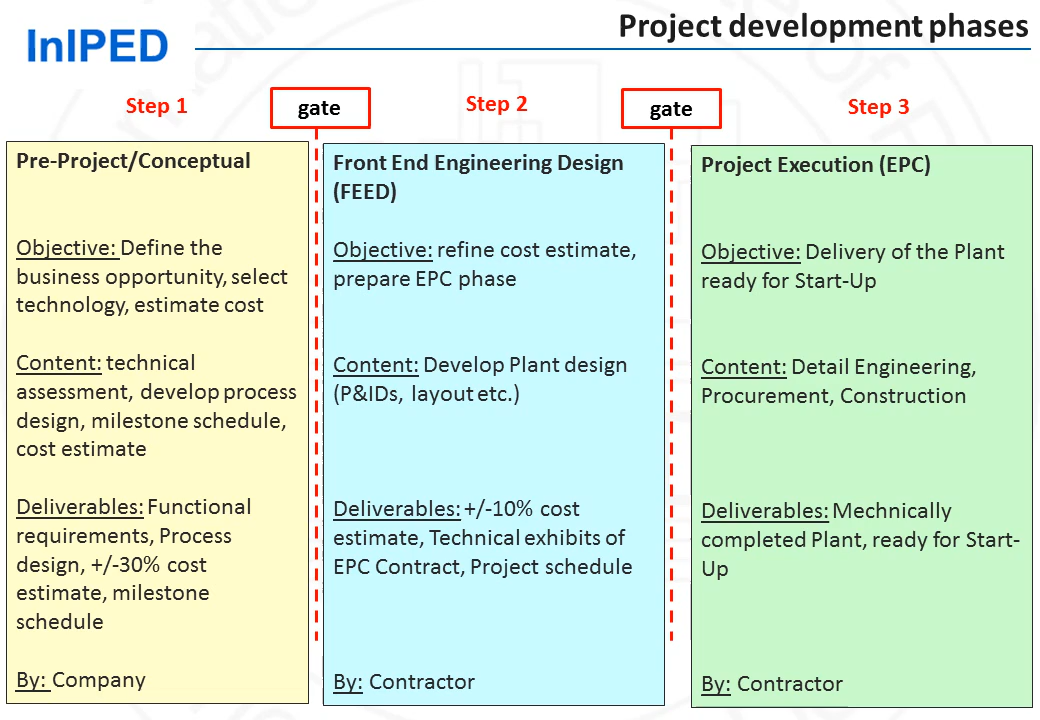 InIPED
Project development phases
Step 1
gate
Step 2
gate
Step 3
Pre-Project/Conceptual
Objective: Define the
business opportunity, select
technology, estimate cost
Content: technical
assessment, develop process
design, milestone schedule,
cost estimate
Deliverables: Functional
requirements, Process
design, +/-30% cost
estimate, milestone
schedule
By: Company
Front End Engineering Design
(FEED)
Objective: refine cost estimate,
prepare EPC phase
Content: Develop Plant design
(P&IDs, layout etc.)
Deliverables: +/-10% cost
estimate, Technical exhibits of
EPC Contract, Project schedule
By: Contractor
Project Execution (EPC)
Objective: Delivery of the Plant
ready for Start-Up
Content: Detail Engineering,
Procurement, Construction
Deliverables: Mechnically
completed Plant, ready for Start-
Up
By: Contractor